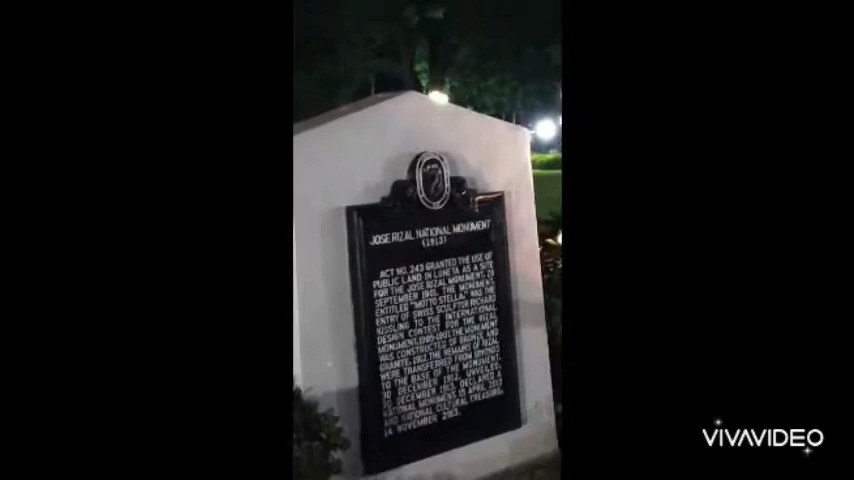 JOSE RIZAL NATIONAL MONUMENT
(1913)
ACT NO. 243 GRANTED THE USE OF
PUBLIC LAND IN LUNETA AS A SITE
FOR THE JOSE RIZAL MONUMENT, 28
SEPTEMBER 1901. THE MONUMENT,
ENTITLED "MOTTO STELLA," WAS THE
ENTRY OF SWISS SCULPTOR RICHARD
KISSLING TO THE INTERNATIONAL
DESIGN CONTEST FOR THE RIZAL
MONUMENT, 1905-1907. THE MONUMENT
WAS CONSTRUCTED OF BRONZE AND
GRANITE, 1912. THE REMAINS OF RIZAL
WERE TRANSFERRED FROM BINONDO
TO THE BASE OF THE MONUMENT,
30 DECEMBER 1912. UNVEILED,
30 DECEMBER 1913. DECLARED A
NATIONAL MONUMENT, 15 APRIL 2013
AND NATIONAL CULTURAL TREASURE,
14 NOVEMBER 2013.
VIVAVIDEO